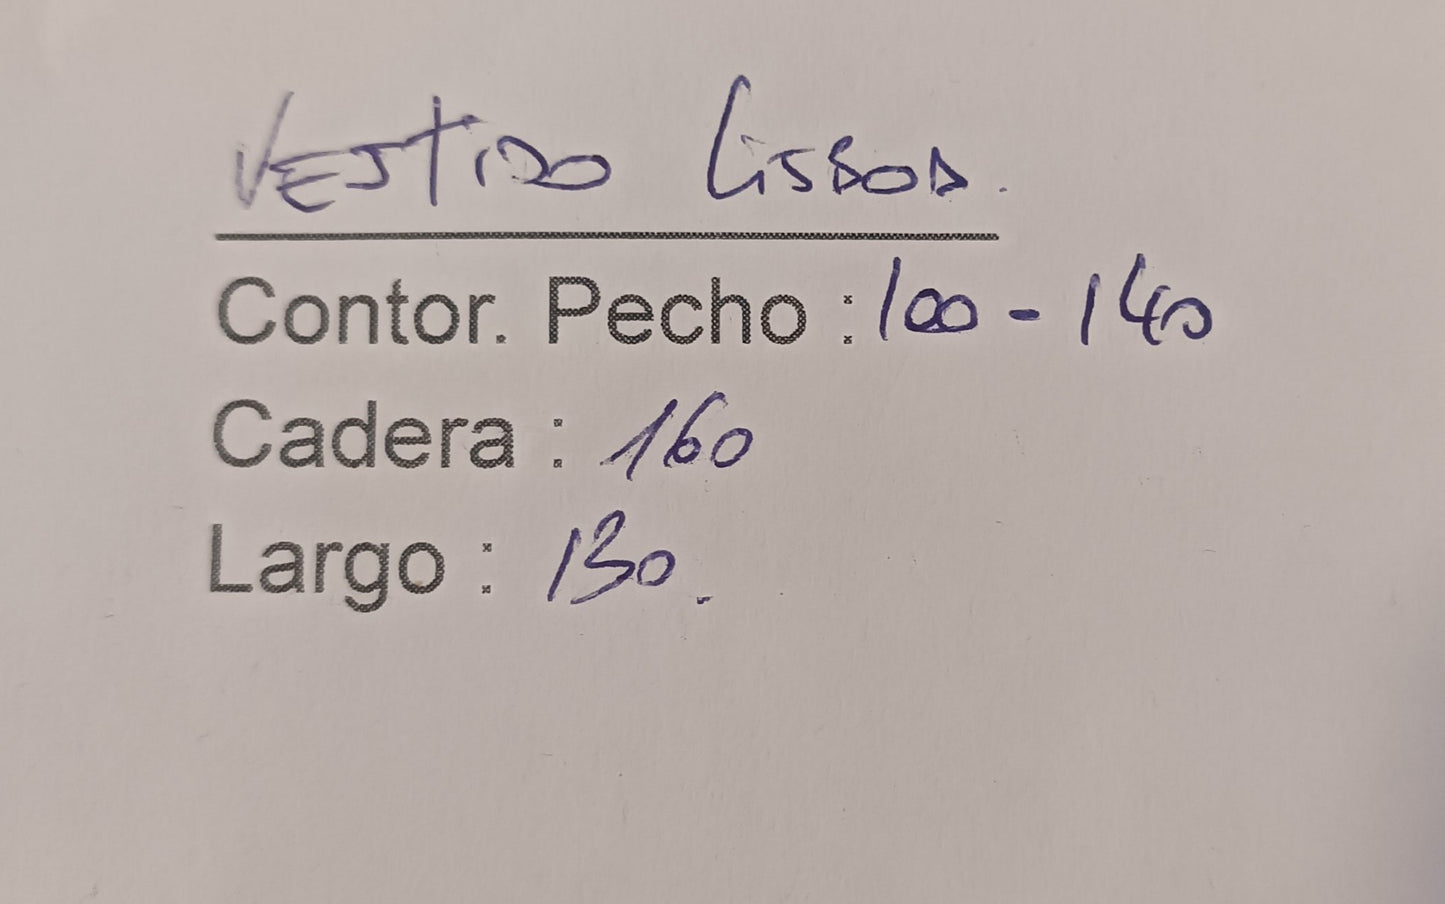 VESTIDO LISBOA.
Contor. Pecho : 100 - 140
Cadera : 160
Largo : 130.